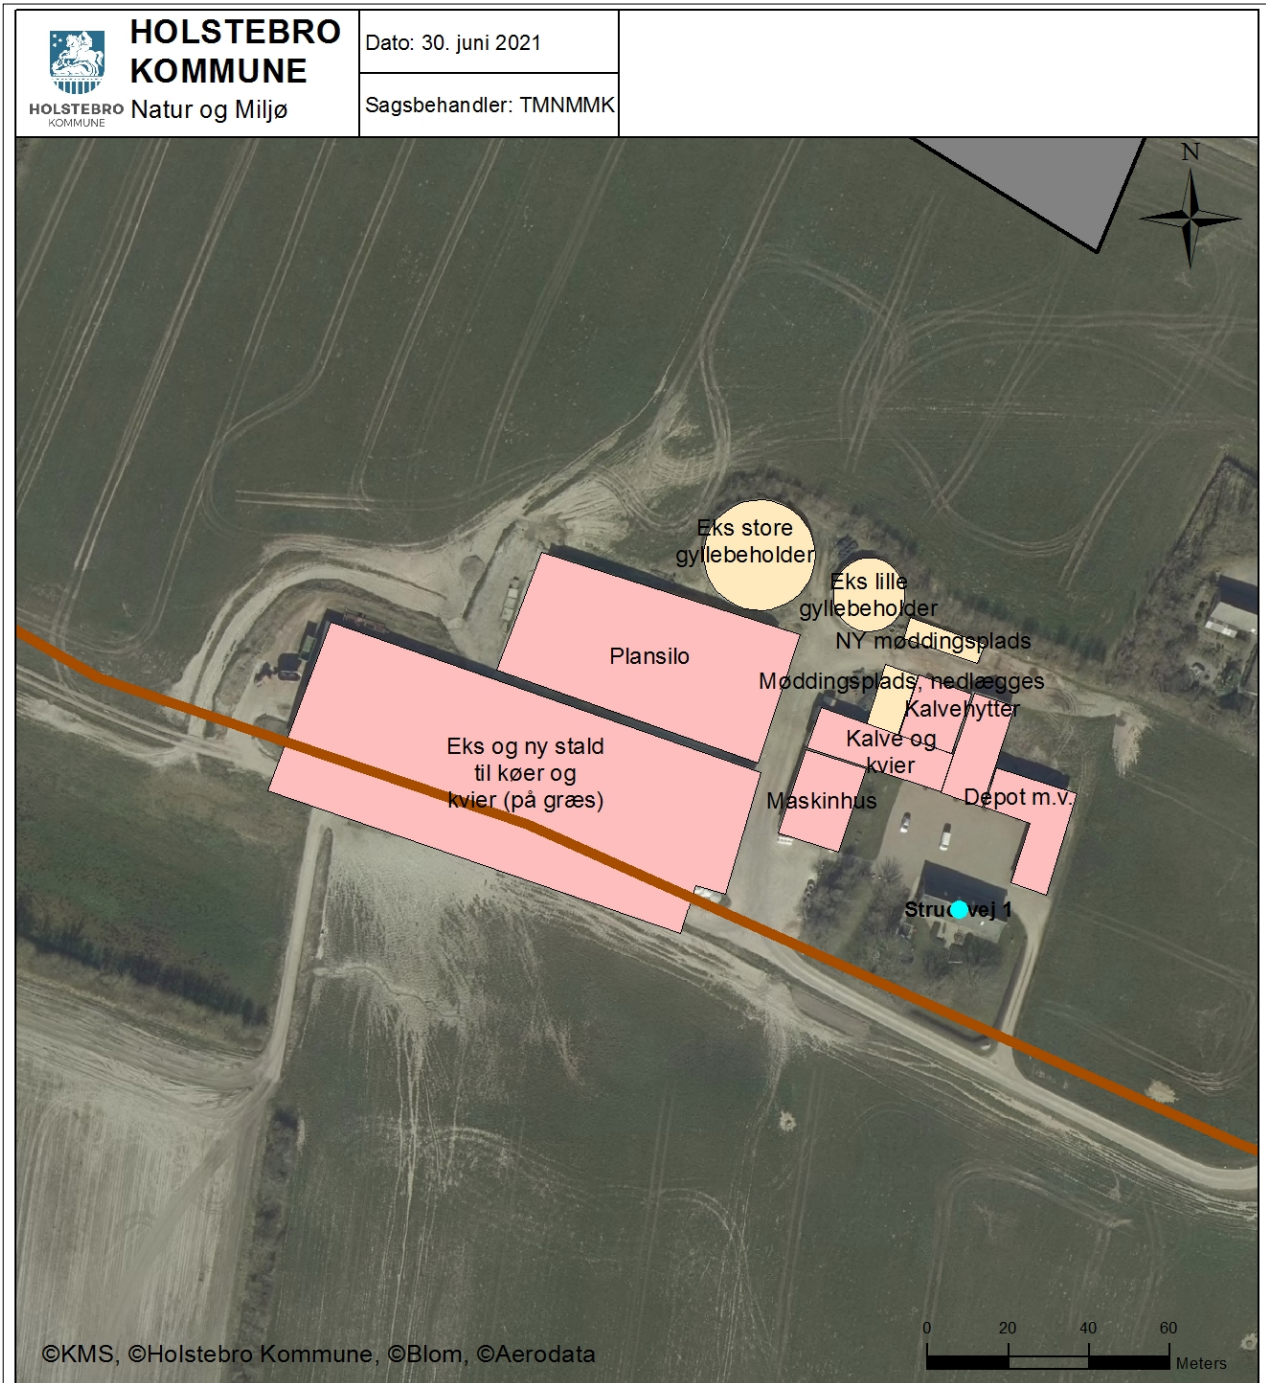 HOLSTEBRO
KOMMUNE
Natur og Miljø
HOLSTEBRO
KOMMUNE
Dato: 30. juni 2021
Sagsbehandler: TMNMMK
N
Eks store
gyllebeholder
Eks lille
gyllebeholder
NY møddingsplads
Plansilo
Møddingsplads, nedlægges
Kalvehytter
Kalve og
kvier
Eks og ny stald
til køer og
kvier (på græs)
Maskinhus
Depot m.v.
vej 1
0 20 40 60
Meters
©KMS, ©Holstebro Kommune, ©Blom, ©Aerodata